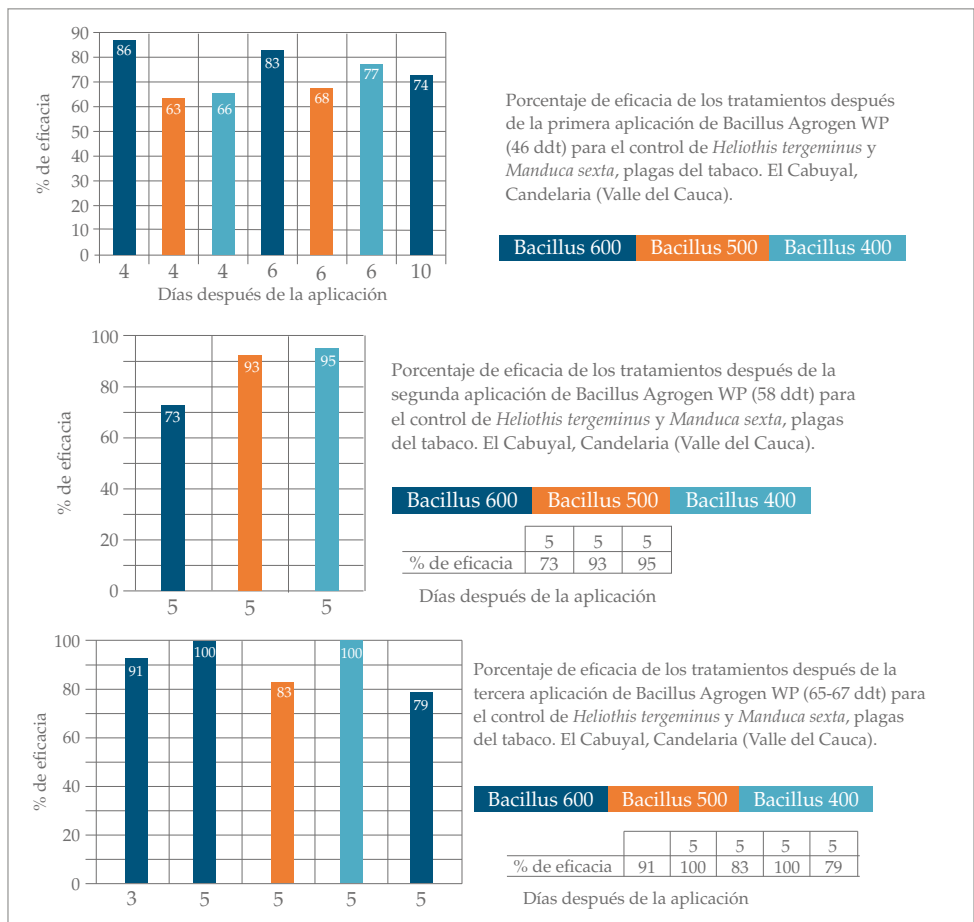 90
80
70
60
50
40
30
20
10
0
% de eficacia
86
63
66
83
68
77
74
4 4 4 6 6 6 10
Días después de la aplicación
Porcentaje de eficacia de los tratamientos después
de la primera aplicación de Bacillus Agrogen WP
(46 ddt) para el control de Heliothis tergeminus y
Manduca sexta, plagas del tabaco. El Cabuyal,
Candelaria (Valle del Cauca).
Bacillus 600 Bacillus 500 Bacillus 400
100
80
60
40
20
0
% de eficacia
73
93
95
5 5 5
Porcentaje de eficacia de los tratamientos después de la
segunda aplicación de Bacillus Agrogen WP (58 ddt) para
el control de Heliothis tergeminus y Manduca sexta, plagas
del tabaco. El Cabuyal, Candelaria (Valle del Cauca).
Bacillus 600 Bacillus 500 Bacillus 400
5 5 5
% de eficacia 73 93 95
Días después de la aplicación
100
80
60
40
20
0
% de eficacia
91
100
83
100
79
3 5 5 5 5
Porcentaje de eficacia de los tratamientos después de la
tercera aplicación de Bacillus Agrogen WP (65-67 ddt) para
el control de Heliothis tergeminus y Manduca sexta, plagas
del tabaco. El Cabuyal, Candelaria (Valle del Cauca).
Bacillus 600 Bacillus 500 Bacillus 400
5 5 5 5
% de eficacia 91 100 83 100 79
Días después de la aplicación